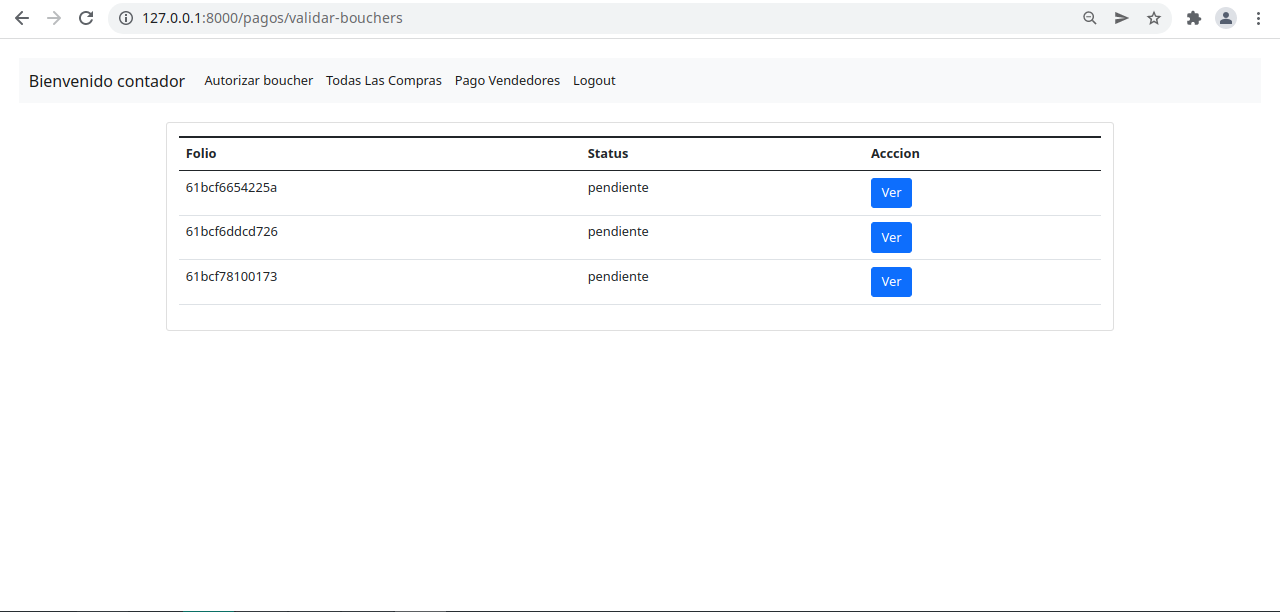 127.0.0.1:8000/pagos/validar-bouchers
Bienvenido contador Autorizar boucher Todas Las Compras Pago Vendedores Logout
Folio Status Acccion
61bcf6654225a pendiente Ver
61bcf6ddcd726 pendiente Ver
61bcf78100173 pendiente Ver